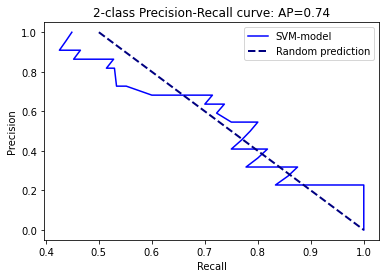 2-class Precision-Recall curve: AP=0.74
SVM-model
Random prediction
Precision
1.0
0.8
0.6
0.4
0.2
0.0
0.4 0.5 0.6 0.7 0.8 0.9 1.0
Recall